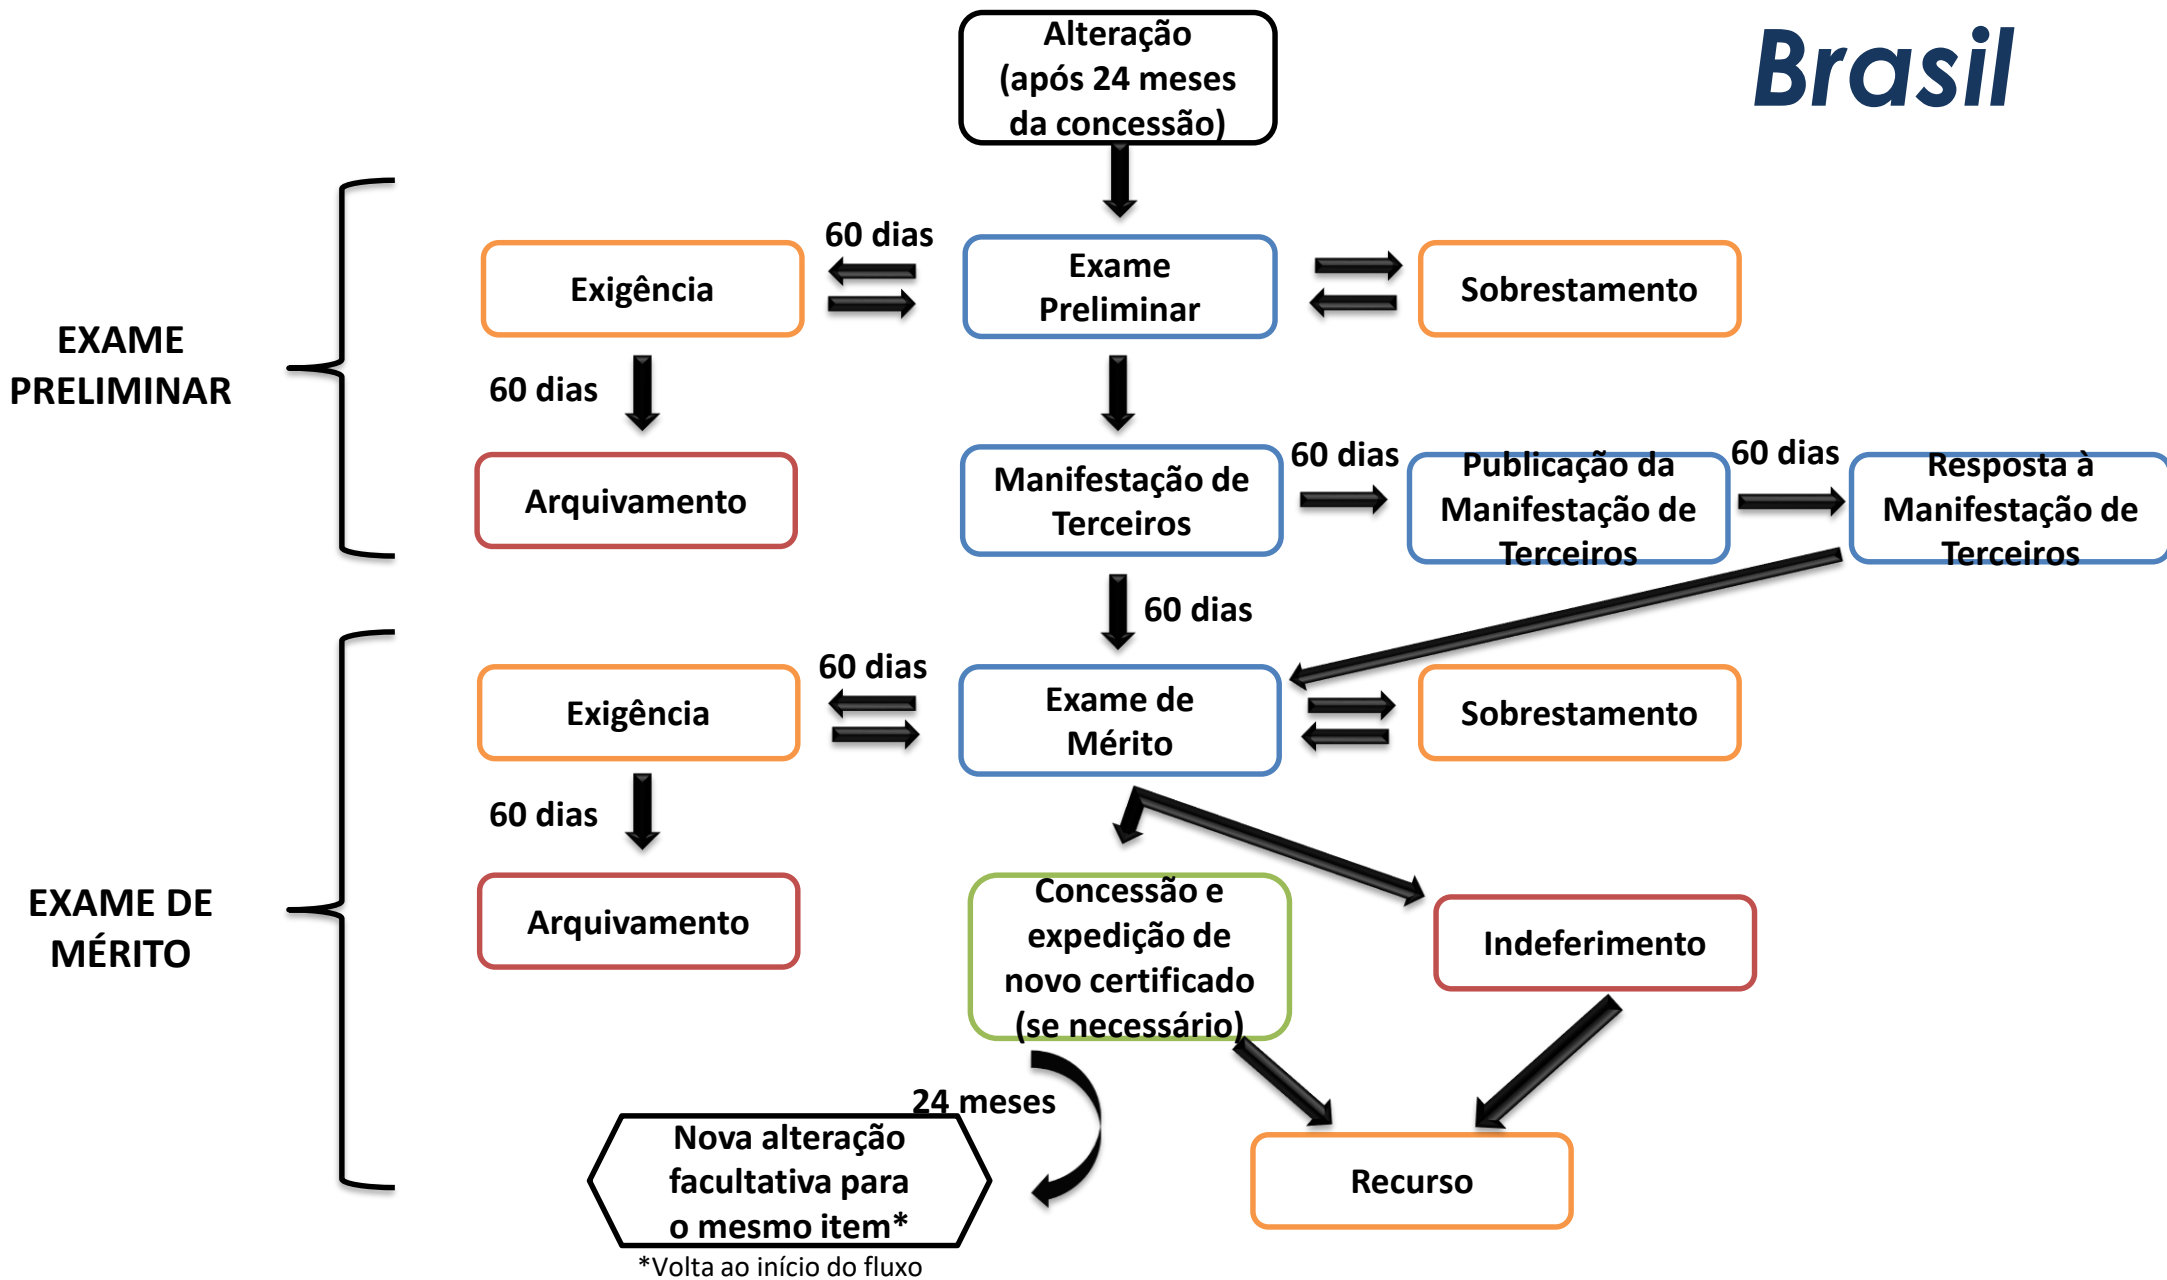 Alteração
(após 24 meses
da concessão)
Brasil
60 dias
Exigência
Exame
Preliminar
Sobrestamento
EXAME
PRELIMINAR
60 dias
Arquivamento
Manifestação de
Terceiros
60 dias
Publicação da
Manifestação de
Terceiros
60 dias
Resposta à
Manifestação de
Terceiros
60 dias
60 dias
Exigência
Exame de
Mérito
Sobrestamento
60 dias
EXAME DE
MÉRITO
Arquivamento
Concessão e
expedição de
novo certificado
(se necessário)
Indeferimento
24 meses
Nova alteração
facultativa para
o mesmo item*
Recurso
*Volta ao início do fluxo